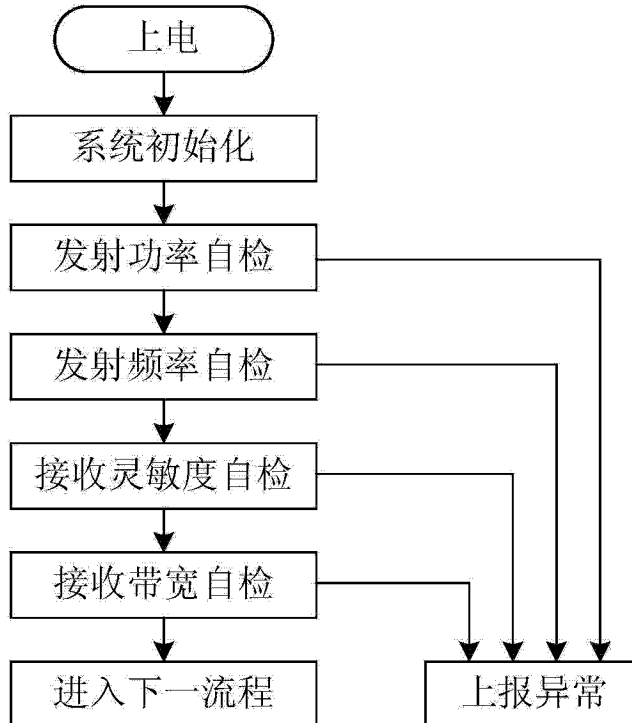 上电
系统初始化
发射功率自检
发射频率自检
接收灵敏度自检
接收带宽自检
进入下一流程
上报异常